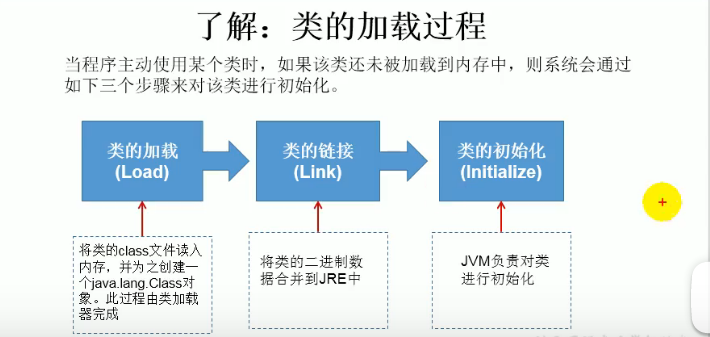 了解：类的加载过程
当程序主动使用某个类时，如果该类还未被加载到内存中，则系统会通过
如下三个步骤来对该类进行初始化。
类的加载
(Load)
类的链接
(Link)
类的初始化
(Initialize)
将类的class文件读入
内存，并为之创建一
个java.lang.Class对
象。此过程由类加载
器完成
将类的二进制数
据合并到JRE中
JVM负责对类
进行初始化